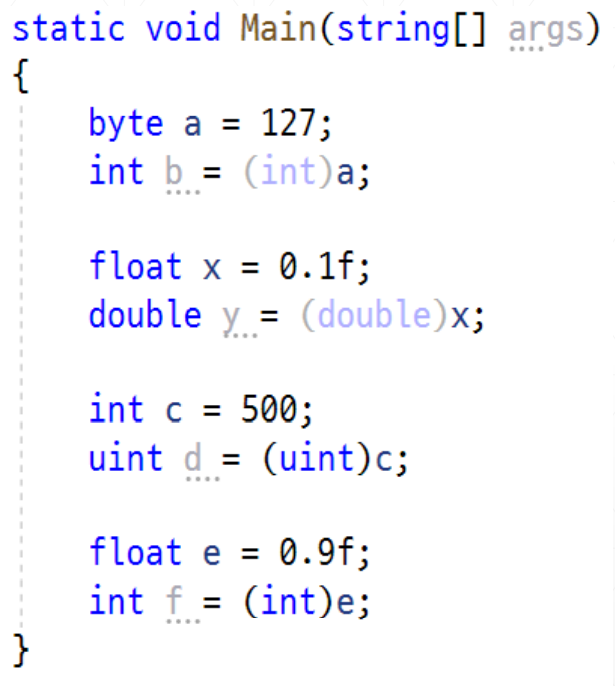 static void Main(string[] args)
{
byte a = 127;
int b = (int)a;
float x = 0.1f;
double y = (double)x;
int c = 500;
uint d = (uint)c;
float e = 0.9f;
int f = (int)e;
}